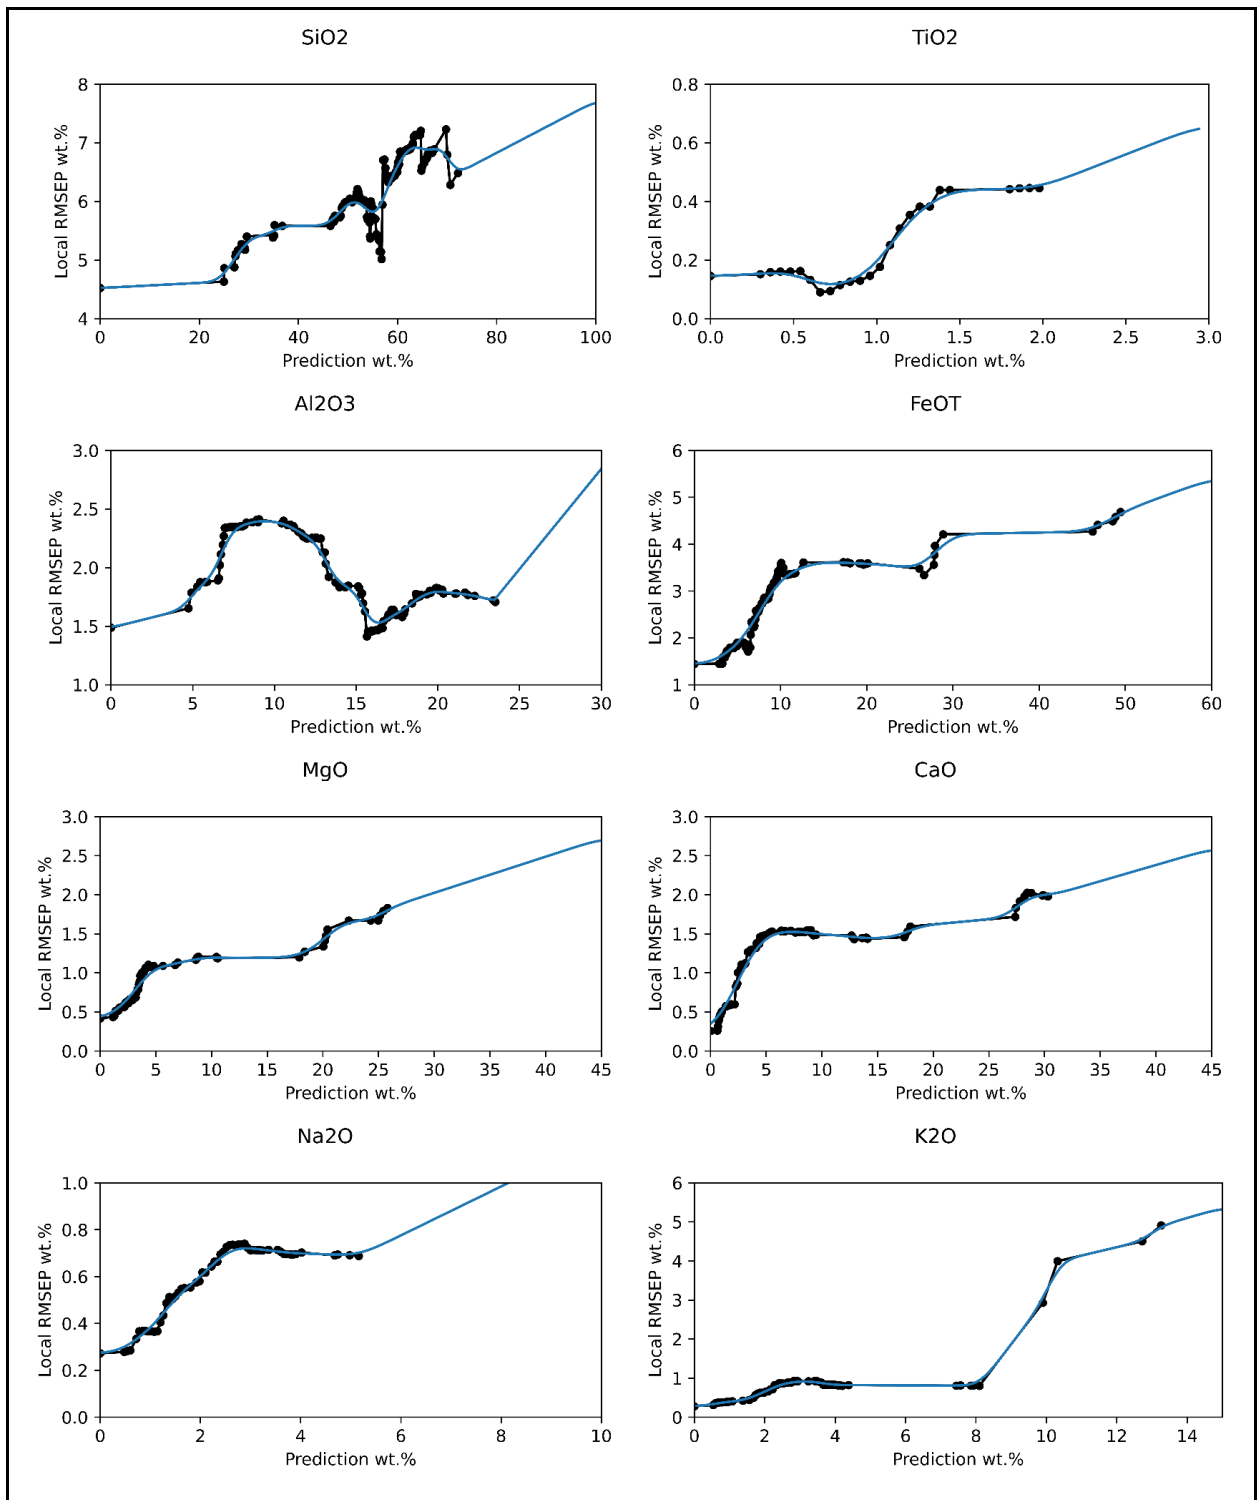 SiO2
TiO2
8
7
6
5
4
Local RMSEP wt.%
0 20 40 60 80 100
Prediction wt.%
0.8
0.6
0.4
0.2
0.0
Local RMSEP wt.%
0.0 0.5 1.0 1.5 2.0 2.5 3.0
Prediction wt.%
Al2O3
FeOT
3.0
2.5
2.0
1.5
1.0
Local RMSEP wt.%
0 5 10 15 20 25 30
Prediction wt.%
6
5
4
3
2
1
Local RMSEP wt.%
0 10 20 30 40 50 60
Prediction wt.%
MgO
CaO
3.0
2.5
2.0
1.5
1.0
0.5
0.0
Local RMSEP wt.%
0 5 10 15 20 25 30 35 40 45
Prediction wt.%
3.0
2.5
2.0
1.5
1.0
0.5
0.0
Local RMSEP wt.%
0 5 10 15 20 25 30 35 40 45
Prediction wt.%
Na2O
K2O
1.0
0.8
0.6
0.4
0.2
0.0
Local RMSEP wt.%
0 2 4 6 8 10
Prediction wt.%
6
5
4
3
2
1
0
Local RMSEP wt.%
0 2 4 6 8 10 12 14
Prediction wt.%